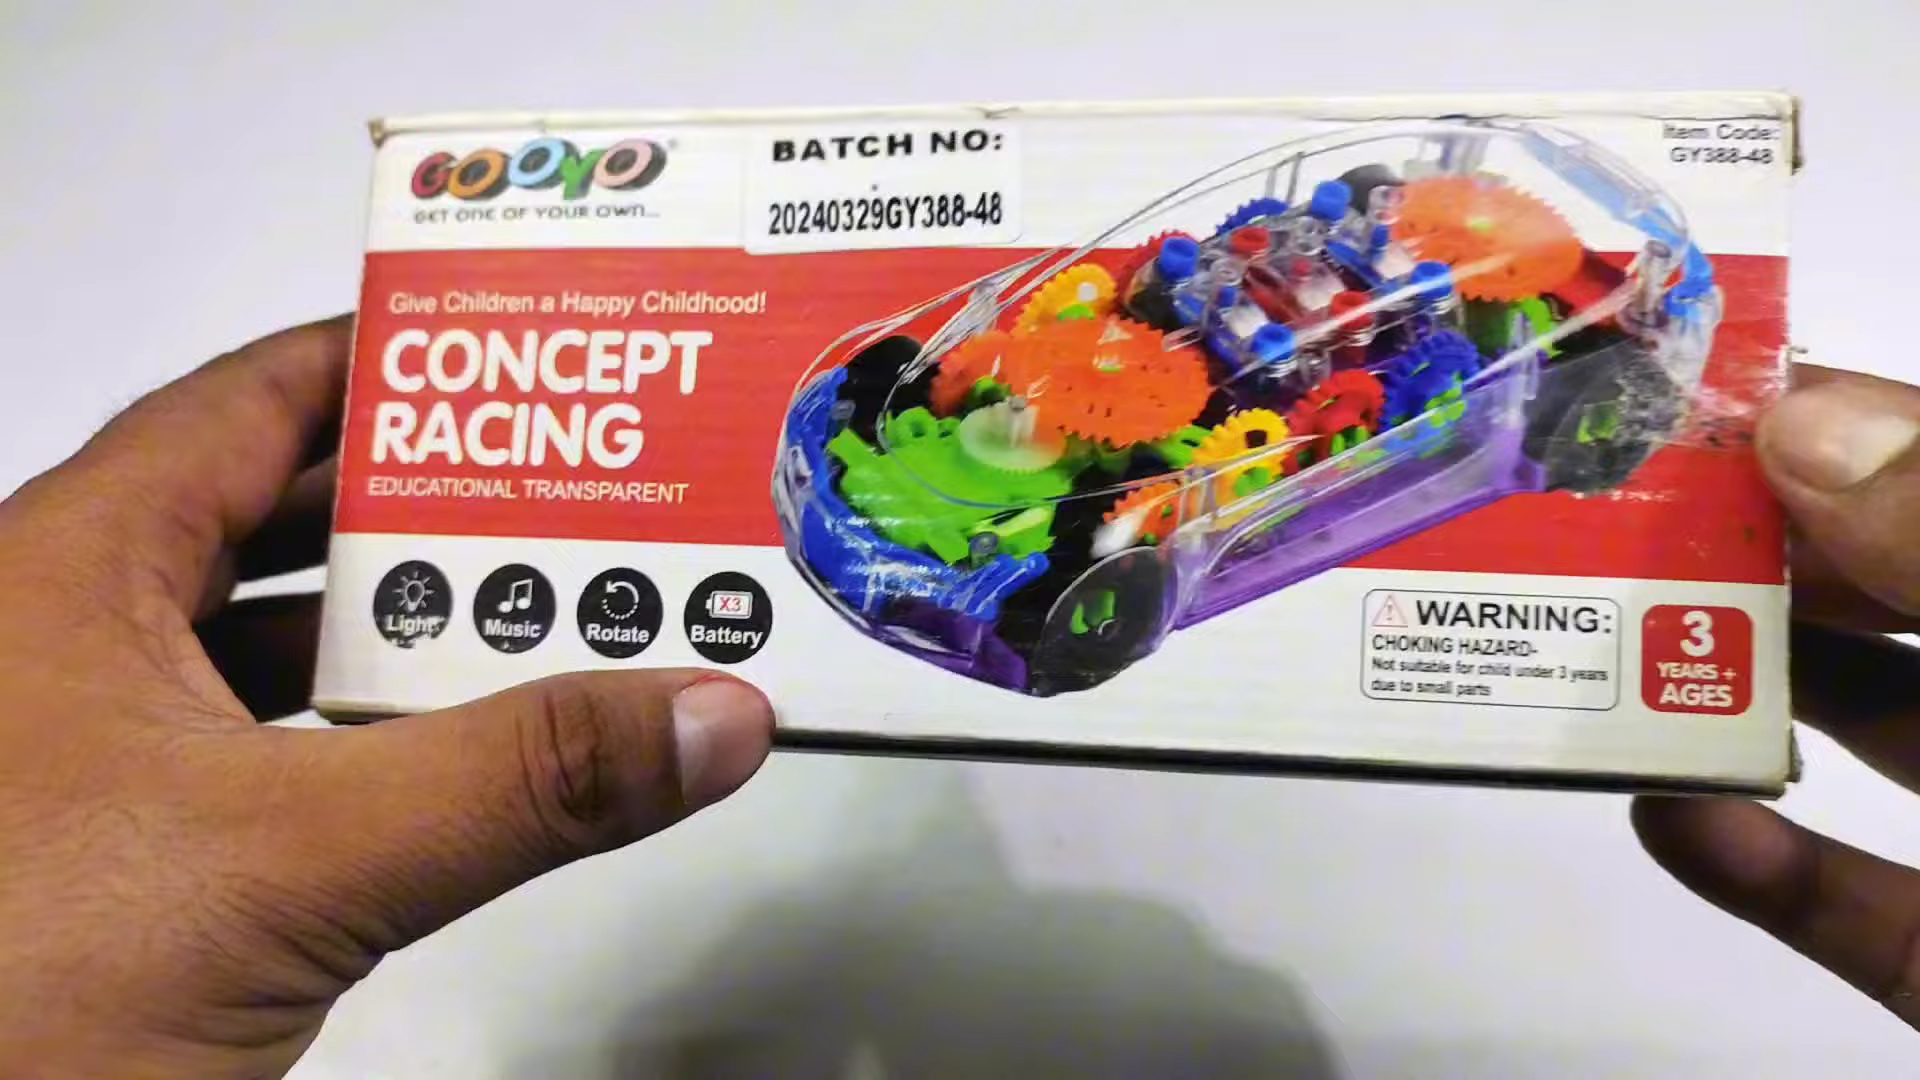 GOOYO
GET ONE OF YOUR OWN...
BATCH NO:
20240329GY388-48
Item Code:
GY388-48
Give Children a Happy Childhood!
CONCEPT
RACING
EDUCATIONAL TRANSPARENT
Light
Music
Rotate
X3
Battery
WARNING:
CHOKING HAZARD-
Not suitable for child under 3 years
due to small parts
3
YEARS +
AGES